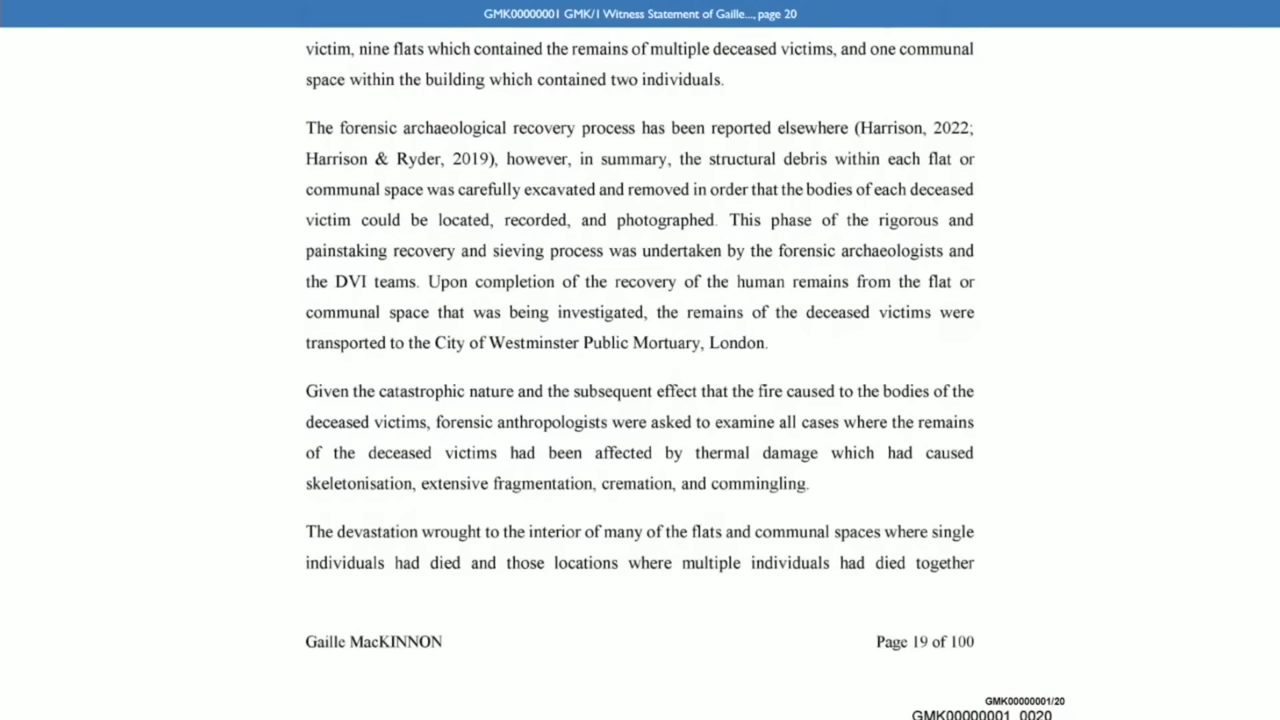 GMK00000001 GMK/1 Witness Statement of Gaille..., page 20
victim, nine flats which contained the remains of multiple deceased victims, and one communal
space within the building which contained two individuals.
The forensic archaeological recovery process has been reported elsewhere (Harrison, 2022;
Harrison & Ryder, 2019), however, in summary, the structural debris within each flat or
communal space was carefully excavated and removed in order that the bodies of each deceased
victim could be located, recorded, and photographed. This phase of the rigorous and
painstaking recovery and sieving process was undertaken by the forensic archaeologists and
the DVI teams. Upon completion of the recovery of the human remains from the flat or
communal space that was being investigated, the remains of the deceased victims were
transported to the City of Westminster Public Mortuary, London.
Given the catastrophic nature and the subsequent effect that the fire caused to the bodies of the
deceased victims, forensic anthropologists were asked to examine all cases where the remains
of the deceased victims had been affected by thermal damage which had caused
skeletonisation, extensive fragmentation, cremation, and commingling.
The devastation wrought to the interior of many of the flats and communal spaces where single
individuals had died and those locations where multiple individuals had died together
Gaille MacKINNON
Page 19 of 100
GMK00000001/20
GMK00000001_0020